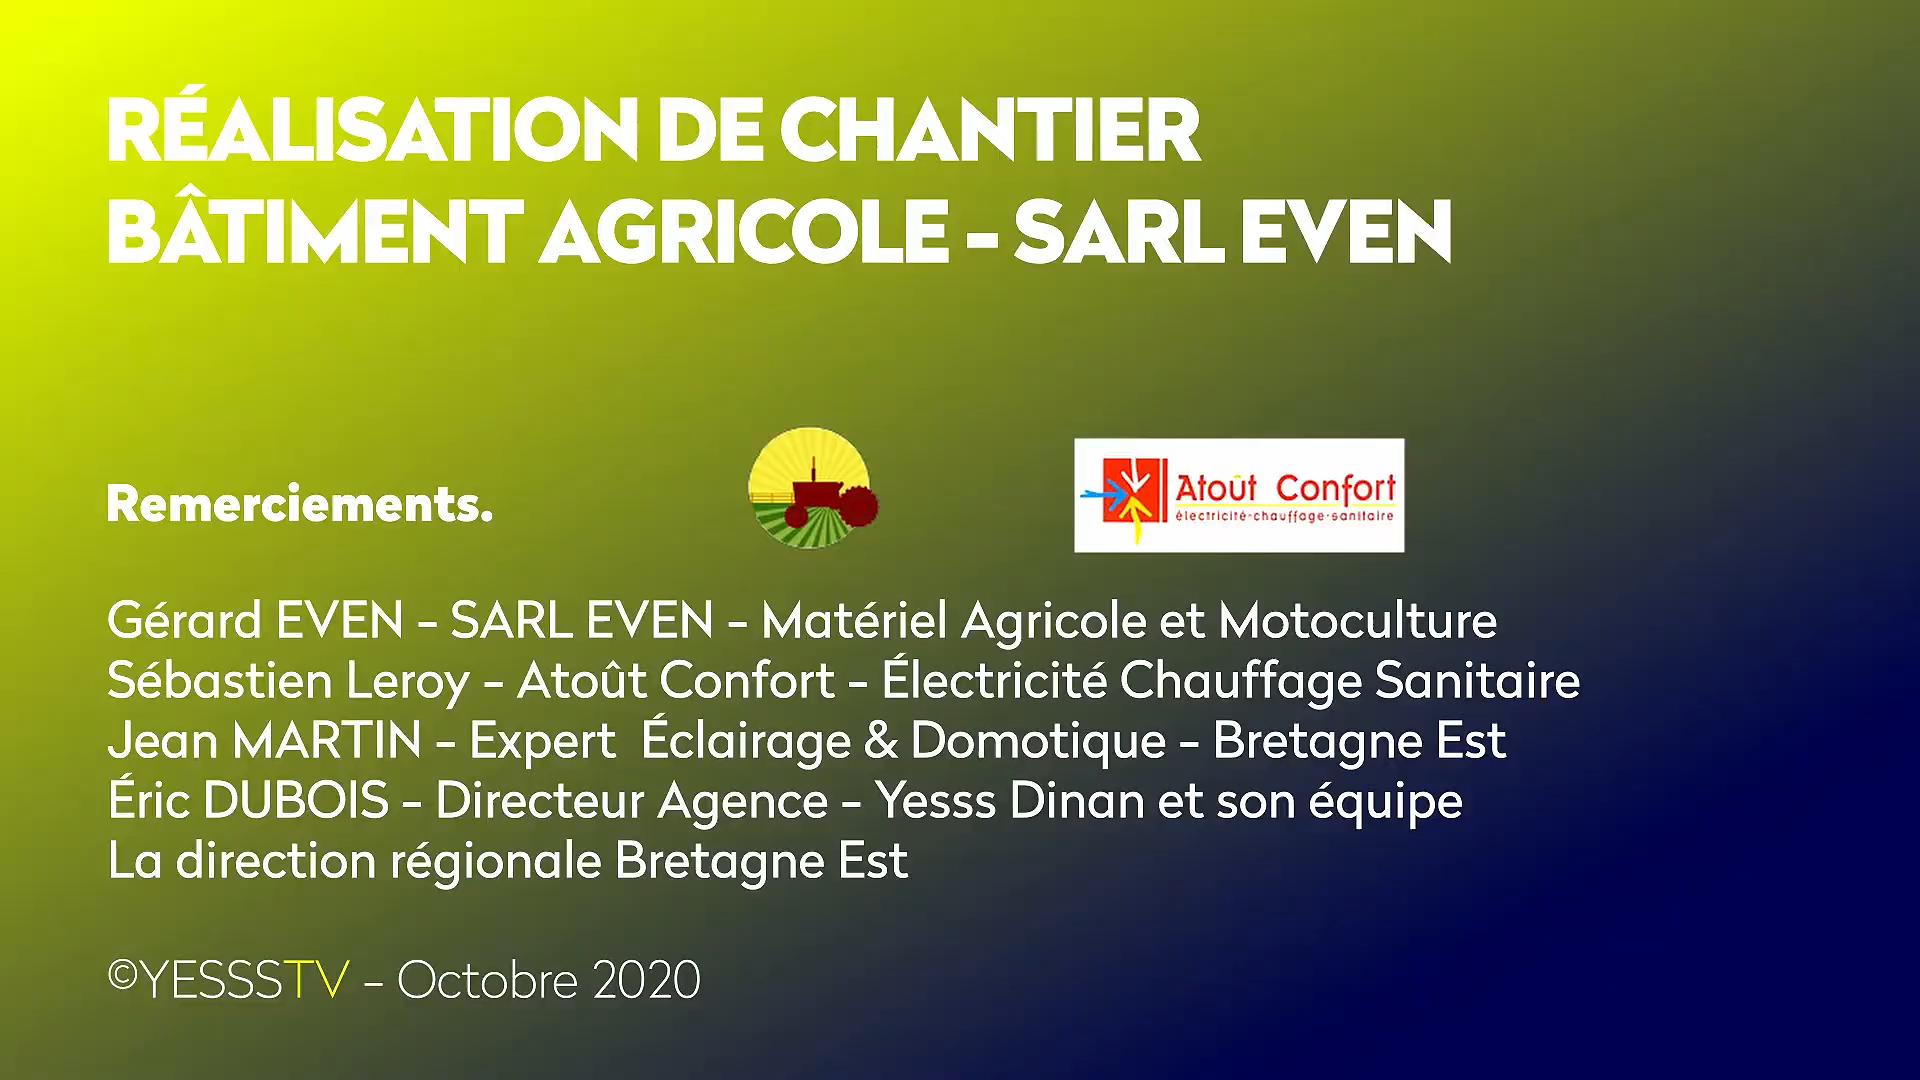 RÉALISATION DE CHANTIER
BÂTIMENT AGRICOLE - SARL EVEN
Remerciements.
Atoût Confort
électricité-chauffage-sanitaire
Gérard EVEN - SARL EVEN - Matériel Agricole et Motoculture
Sébastien Leroy - Atoût Confort - Électricité Chauffage Sanitaire
Jean MARTIN - Expert  Éclairage & Domotique - Bretagne Est
Éric DUBOIS - Directeur Agence - Yesss Dinan et son équipe
La direction régionale Bretagne Est
©YESSSTV - Octobre 2020